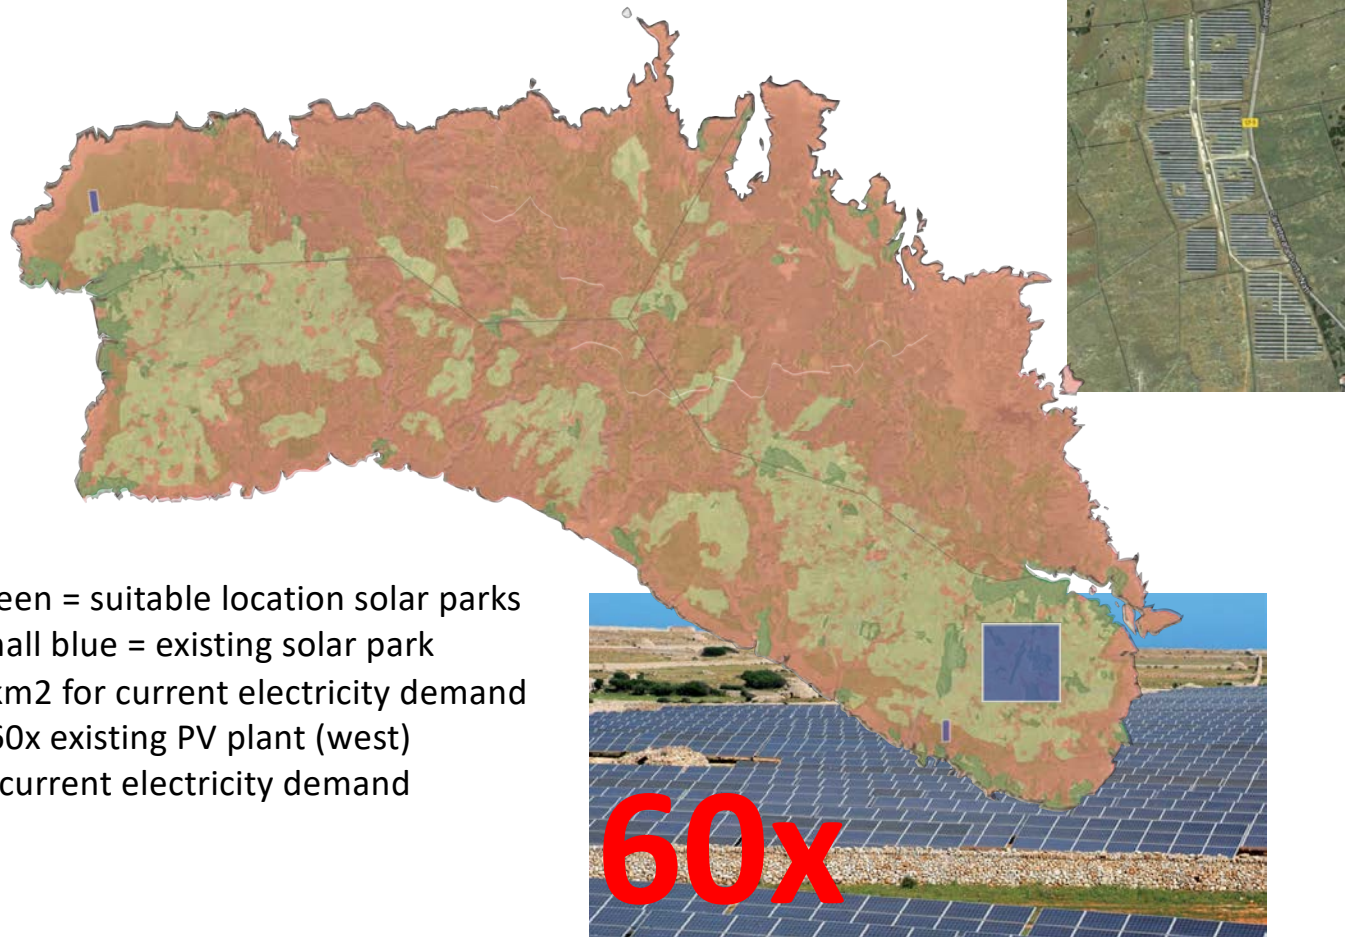 een = suitable location solar parks
all blue = existing solar park
km2 for current electricity demand
60x existing PV plant (west)
current electricity demand
60x